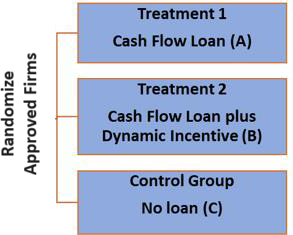 Randomize
Approved Firms
Treatment 1
Cash Flow Loan (A)
Treatment 2
Cash Flow Loan plus
Dynamic Incentive (B)
Control Group
No loan (C)